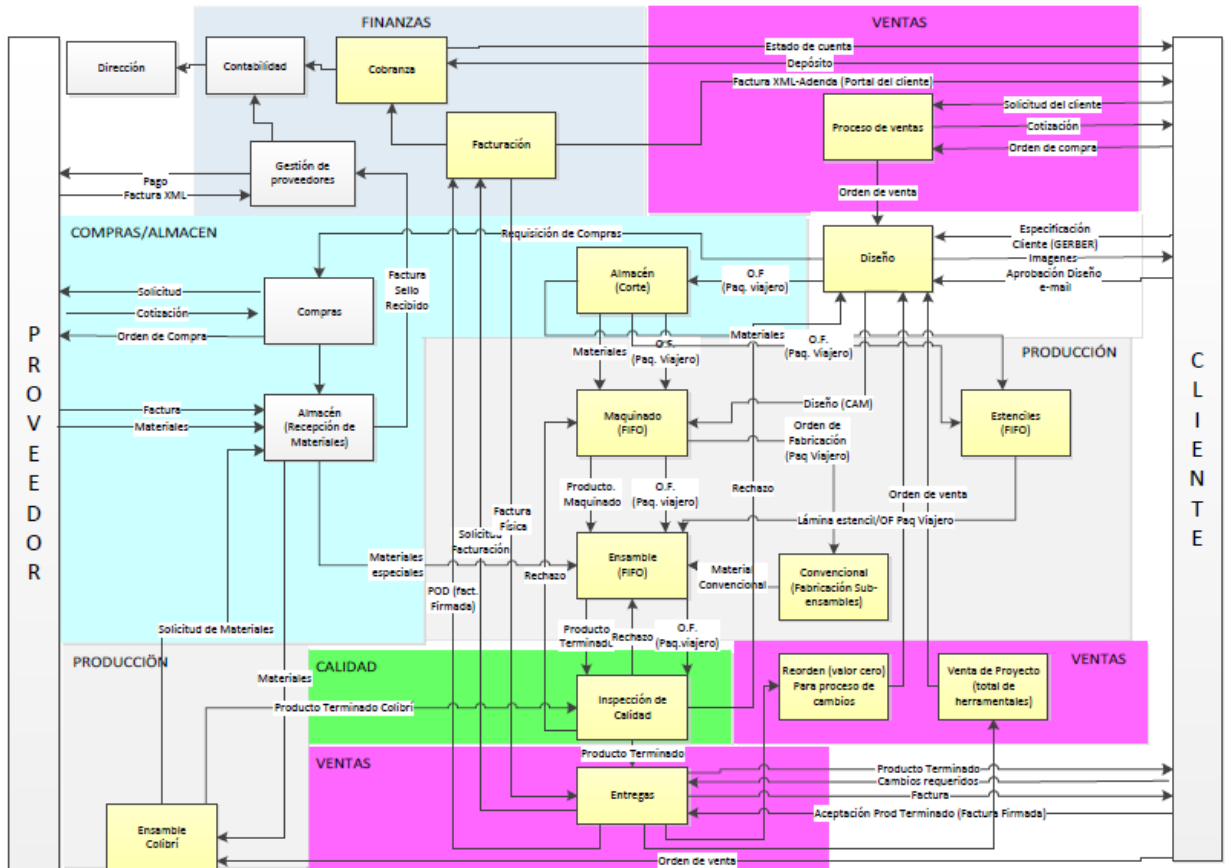 FINANZAS
VENTAS
Dirección
Contabilidad
Cobranza
Estado de cuenta
Depósito
Factura XML-Adenda (Portal del cliente)
Solicitud del cliente
Proceso de ventas
Cotización
Orden de compra
Facturación
Gestión de
proveedores
Pago
Factura XML
Orden de venta
COMPRAS/ALMACEN
Requisición de Compras
Especificación
Cliente (GERBER)
Diseño
Imagenes
Aprobación Diseño
e-mail
Almacén
(Corte)
O.F
(Paq. viajero)
Factura
Sello
Recibido
Solicitud
Cotización
Orden de Compra
Compras
Materiales
O.F.
(Paq. Viajero)
Materiales
O.F.
(Paq. Viajero)
PRODUCCIÓN
PROVEEDOR
CLIENTE
Factura
Materiales
Almacén
(Recepción de
Materiales)
Maquinado
(FIFO)
Diseño (CAM)
Estenciles
(FIFO)
Orden de
Fabricación
(Paq Viajero)
Producto.
Maquinado
O.F.
(Paq. viajero)
Rechazo
Orden de venta
Factura
Física
Lámina estencil/OF Paq Viajero
Solicitud
Facturación
Ensamble
(FIFO)
Materiales
especiales
Rechazo
Material
Convencional
Convencional
(Fabricación Sub-
ensambles)
POD (fact.
Firmada)
Solicitud de Materiales
Producto
Terminado
Rechazo
O.F.
(Paq.viajero)
PRODUCCIÖN
CALIDAD
VENTAS
Materiales
Reorden (valor cero)
Para proceso de
cambios
Venta de Proyecto
(total de
herramentales)
Producto Terminado Colibrí
Inspección de
Calidad
Producto Terminado
VENTAS
Entregas
Producto Terminado
Cambios requeridos
Factura
Aceptación Prod Terminado (Factura Firmada)
Ensamble
Colibrí
Orden de venta